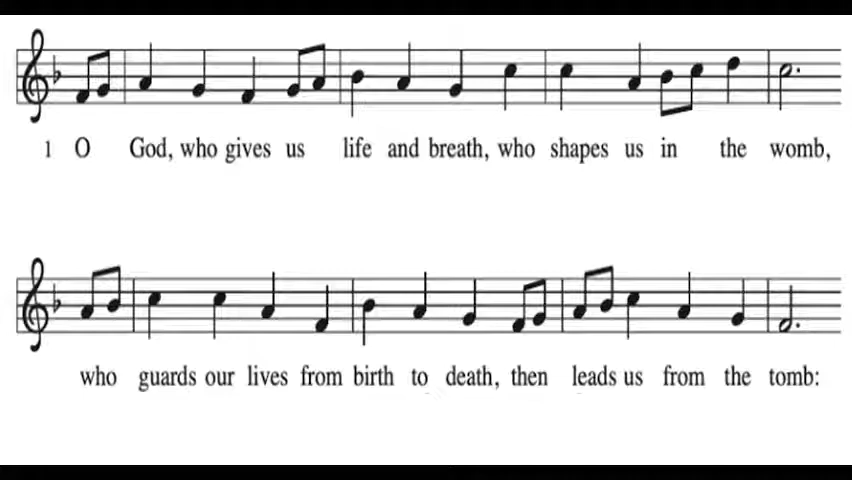 1 O God, who gives us life and breath, who shapes us in the womb,
who guards our lives from birth to death, then leads us from the tomb: